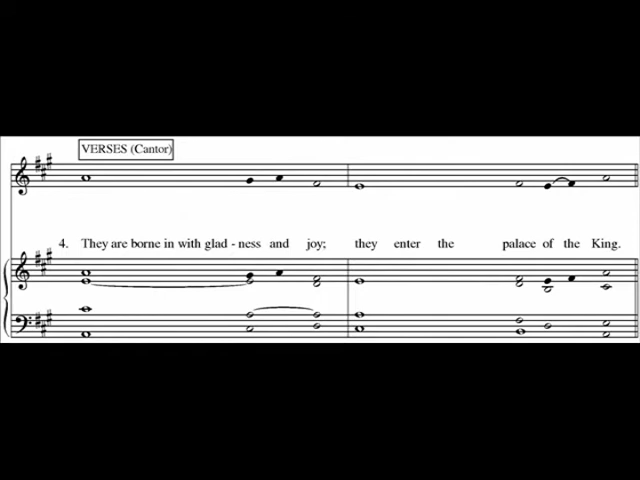 VERSES (Cantor)
4. They are borne in with glad - ness and joy; they enter the palace of the King.